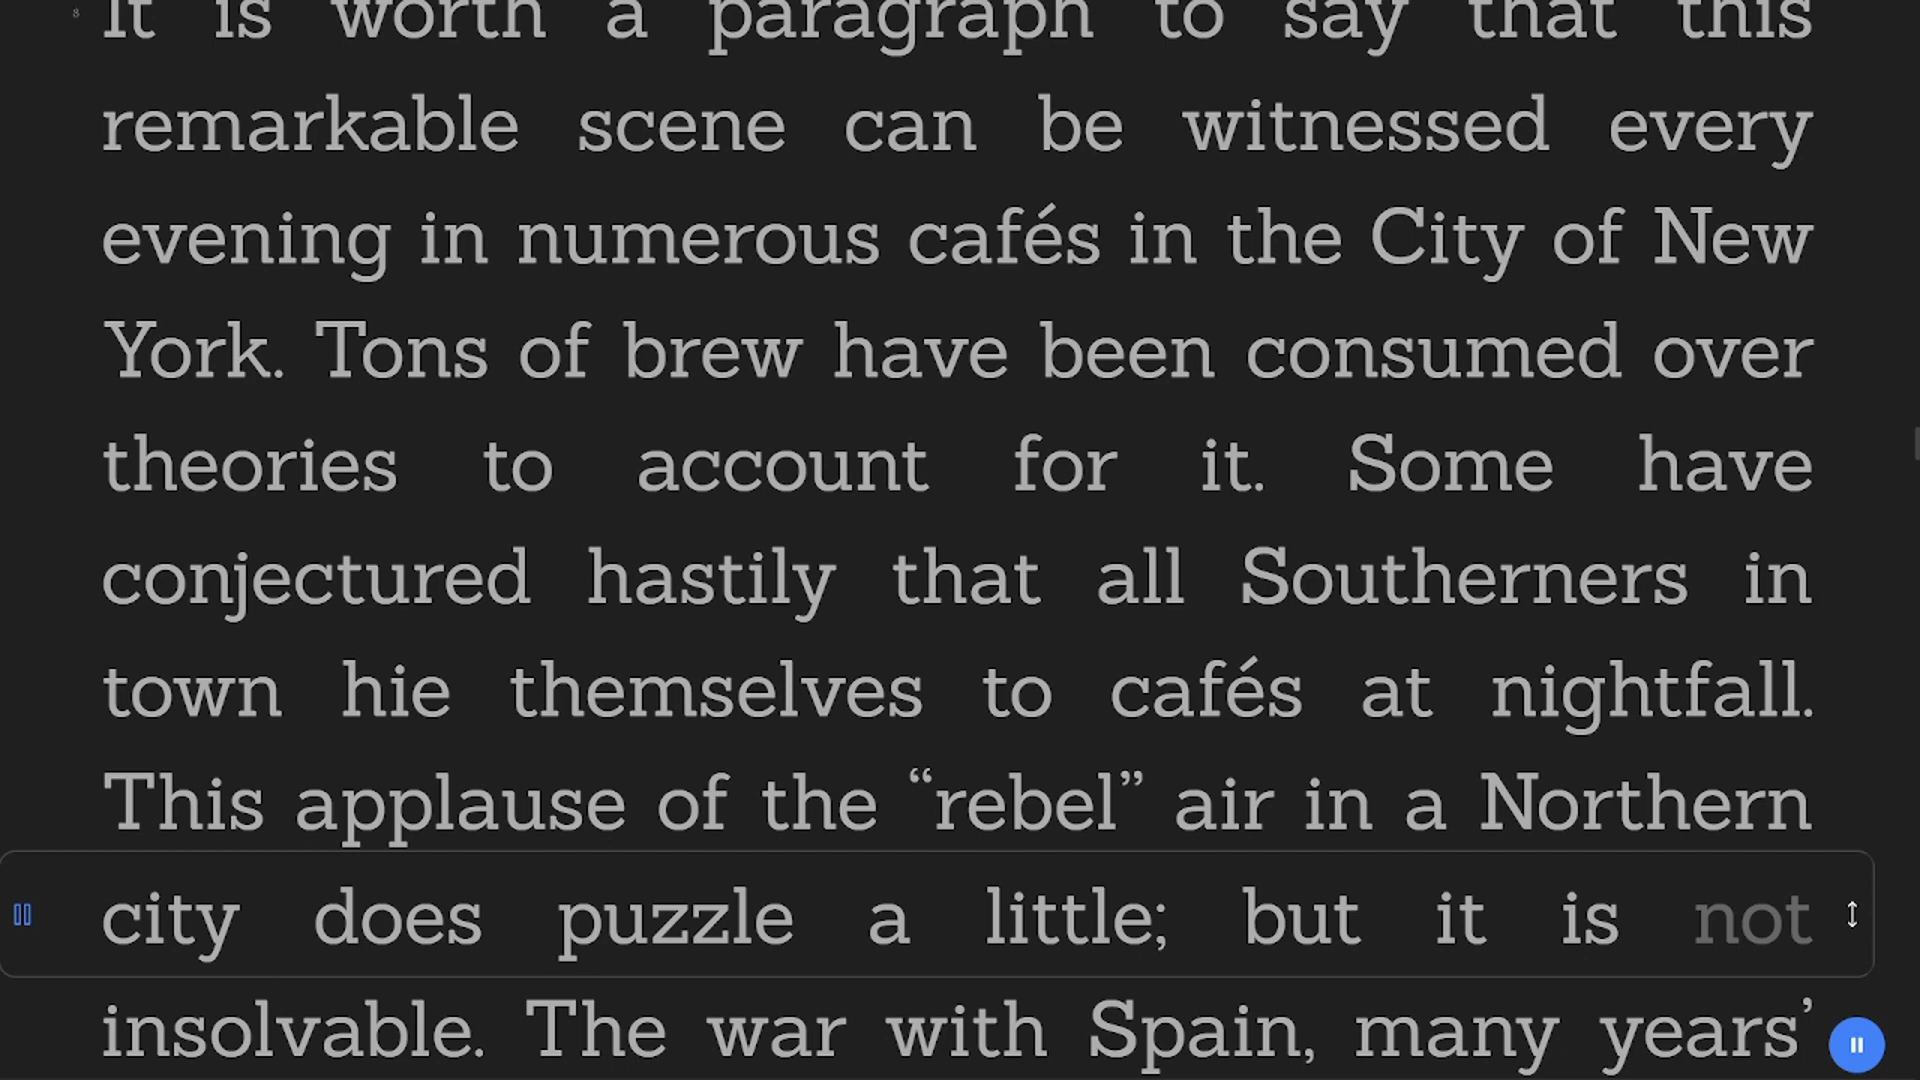 8
It is worth a paragraph to say that this
remarkable scene can be witnessed every
evening in numerous cafés in the City of New
York. Tons of brew have been consumed over
theories to account for it. Some have
conjectured hastily that all Southerners in
town hie themselves to cafés at nightfall.
This applause of the “rebel” air in a Northern
city does puzzle a little; but it is not
insolvable. The war with Spain, many years’